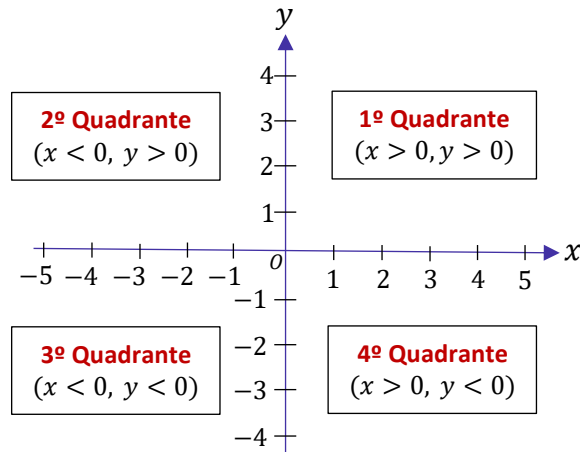 y
4
2º Quadrante
(x < 0, y > 0)
3
1º Quadrante
(x > 0, y > 0)
2
1
−5 −4 −3 −2 −1 O 1 2 3 4 5 x
−1
3º Quadrante
(x < 0, y < 0)
−2
4º Quadrante
(x > 0, y < 0)
−3
−4